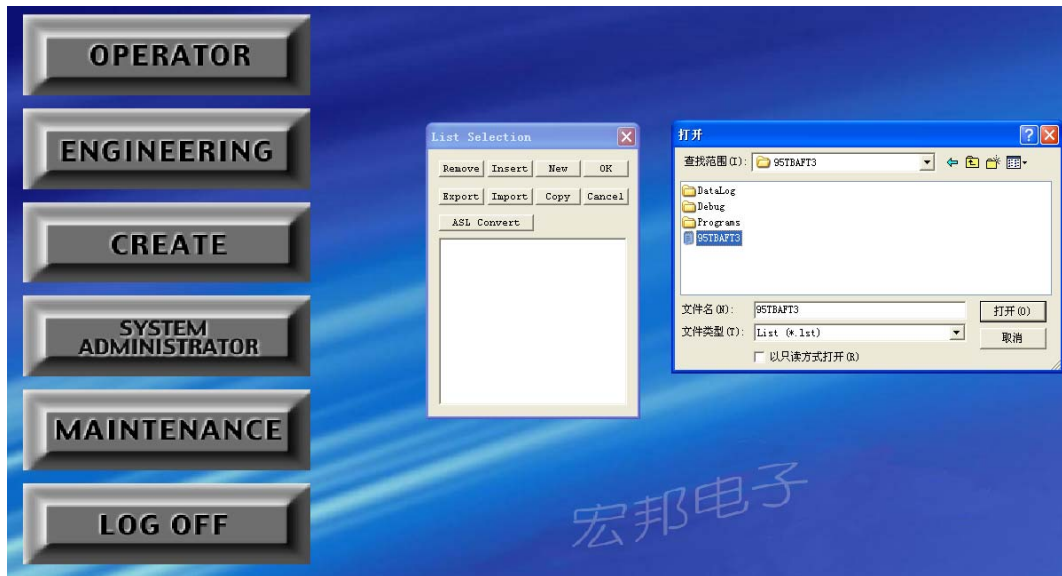 OPERATOR
ENGINEERING
CREATE
SYSTEM
ADMINISTRATOR
MAINTENANCE
LOG OFF
List Selection
Remove Insert New OK
Export Import Copy Cancel
ASL Convert
打开
查找范围(I): 95TBAFT3
DataLog
Debug
Programs
95TBAFT3
文件名(N): 95TBAFT3 打开(O)
文件类型(T): List (*.lst) 取消
以只读方式打开(R)
宏邦电子